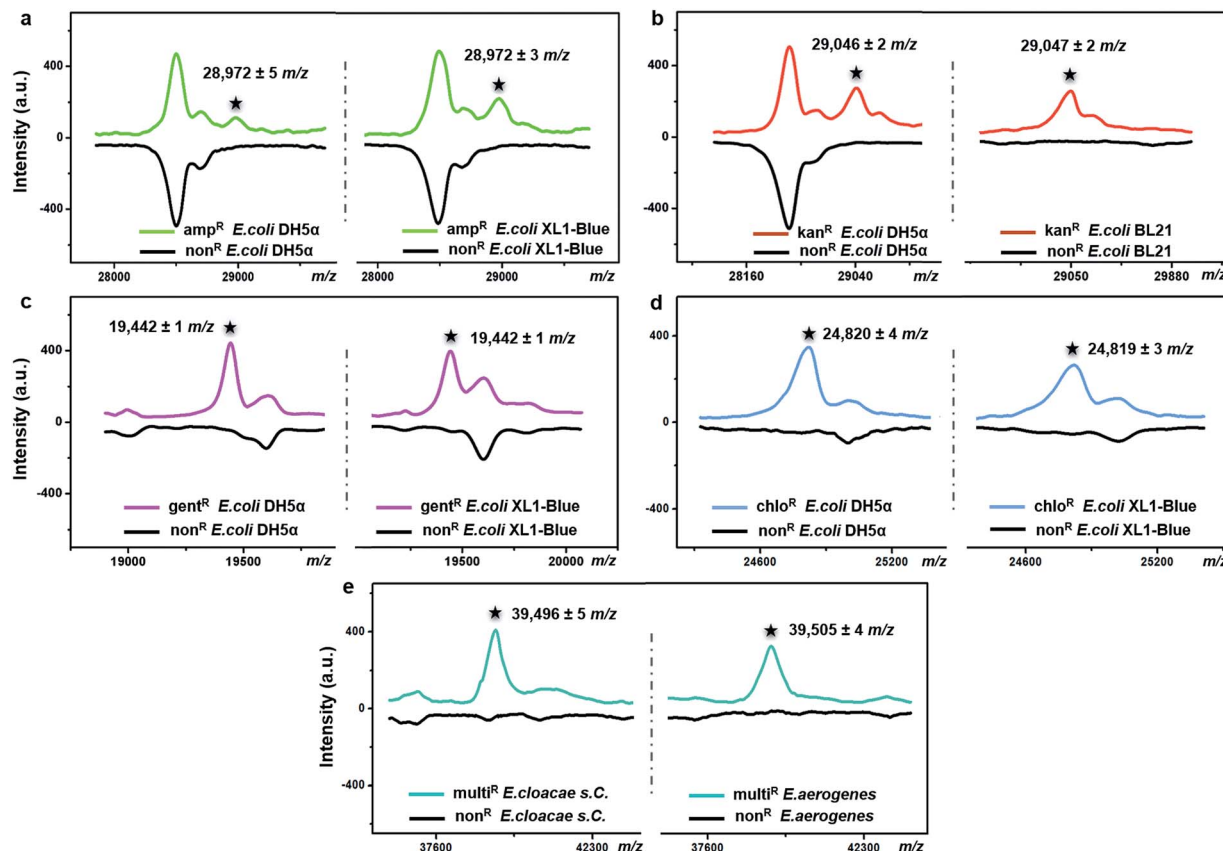 a
28,972 ± 5 m/z
28,972 ± 3 m/z
400
0
-400
Intensity (a.u.)
ampᴿ E.coli DH5α
nonᴿ E.coli DH5α
ampᴿ E.coli XL1-Blue
nonᴿ E.coli XL1-Blue
28000 29000 m/z
28000 29000 m/z
b
29,046 ± 2 m/z
29,047 ± 2 m/z
400
0
-400
kanᴿ E.coli DH5α
nonᴿ E.coli DH5α
kanᴿ E.coli BL21
nonᴿ E.coli BL21
28160 29040 m/z
29050 29880 m/z
c
19,442 ± 1 m/z
19,442 ± 1 m/z
400
0
-400
Intensity (a.u.)
gentᴿ E.coli DH5α
nonᴿ E.coli DH5α
gentᴿ E.coli XL1-Blue
nonᴿ E.coli XL1-Blue
19000 19500 m/z
19500 20000 m/z
d
24,820 ± 4 m/z
24,819 ± 3 m/z
400
0
-400
chloᴿ E.coli DH5α
nonᴿ E.coli DH5α
chloᴿ E.coli XL1-Blue
nonᴿ E.coli XL1-Blue
24600 25200 m/z
24600 25200 m/z
e
39,496 ± 5 m/z
39,505 ± 4 m/z
400
0
-400
Intensity (a.u.)
multiᴿ E.cloacae s.C.
nonᴿ E.cloacae s.C.
multiᴿ E.aerogenes
nonᴿ E.aerogenes
37600 42300 m/z
37600 42300 m/z